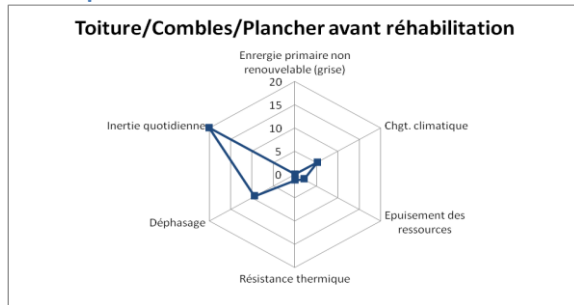 Toiture/Combles/Plancher avant réhabilitation
Enrergie primaire non
renouvelable (grise)
20
15
10
5
0
Inertie quotidienne
Chgt. climatique
Déphasage
Epuisement des
ressources
Résistance thermique